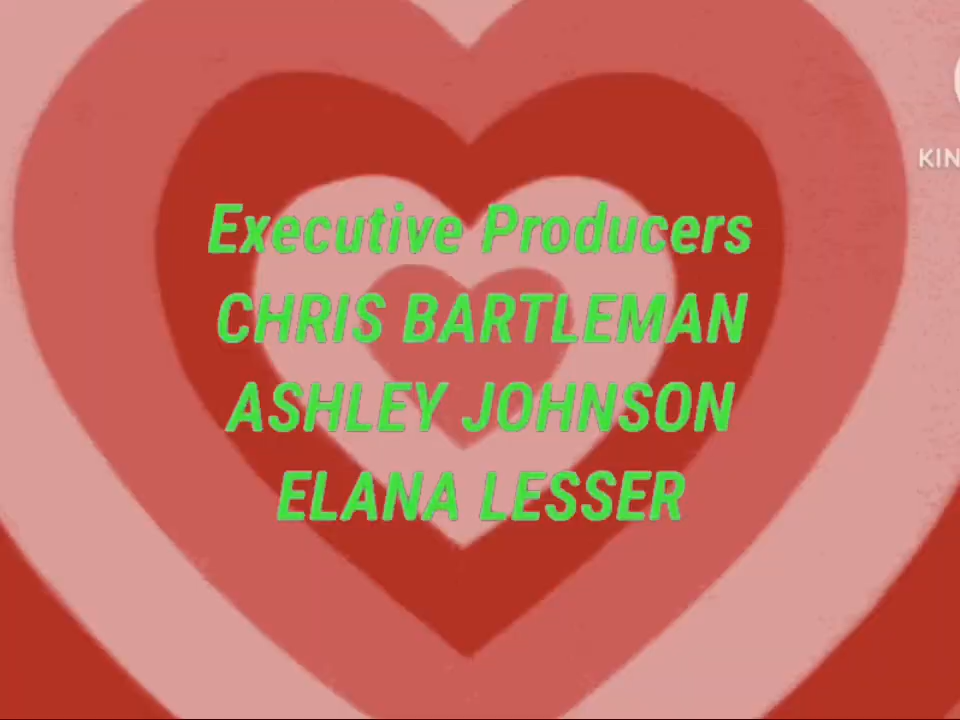 Executive Producers
CHRIS BARTLEMAN
ASHLEY JOHNSON
ELANA LESSER
KIN